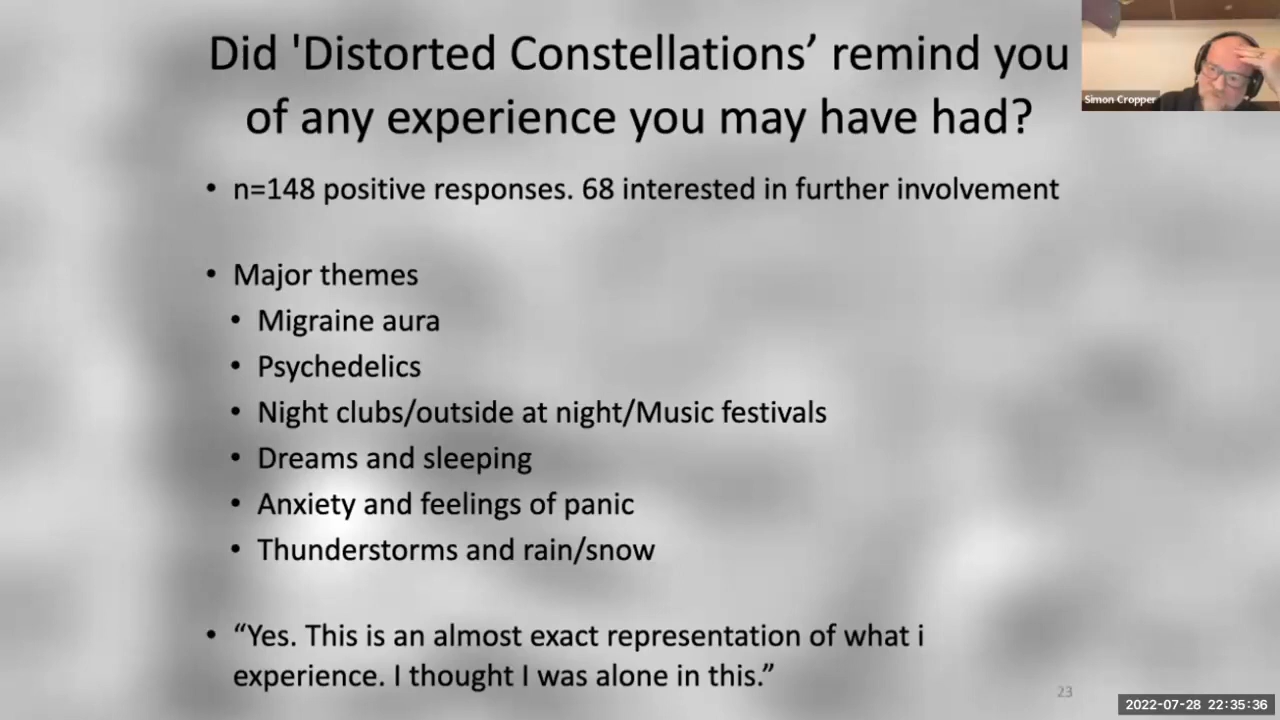 Did 'Distorted Constellations’ remind you
of any experience you may have had?
Simon Cropper
• n=148 positive responses. 68 interested in further involvement
• Major themes
• Migraine aura
• Psychedelics
• Night clubs/outside at night/Music festivals
• Dreams and sleeping
• Anxiety and feelings of panic
• Thunderstorms and rain/snow
• “Yes. This is an almost exact representation of what i
experience. I thought I was alone in this.”
23
2022-07-28 22:35:36